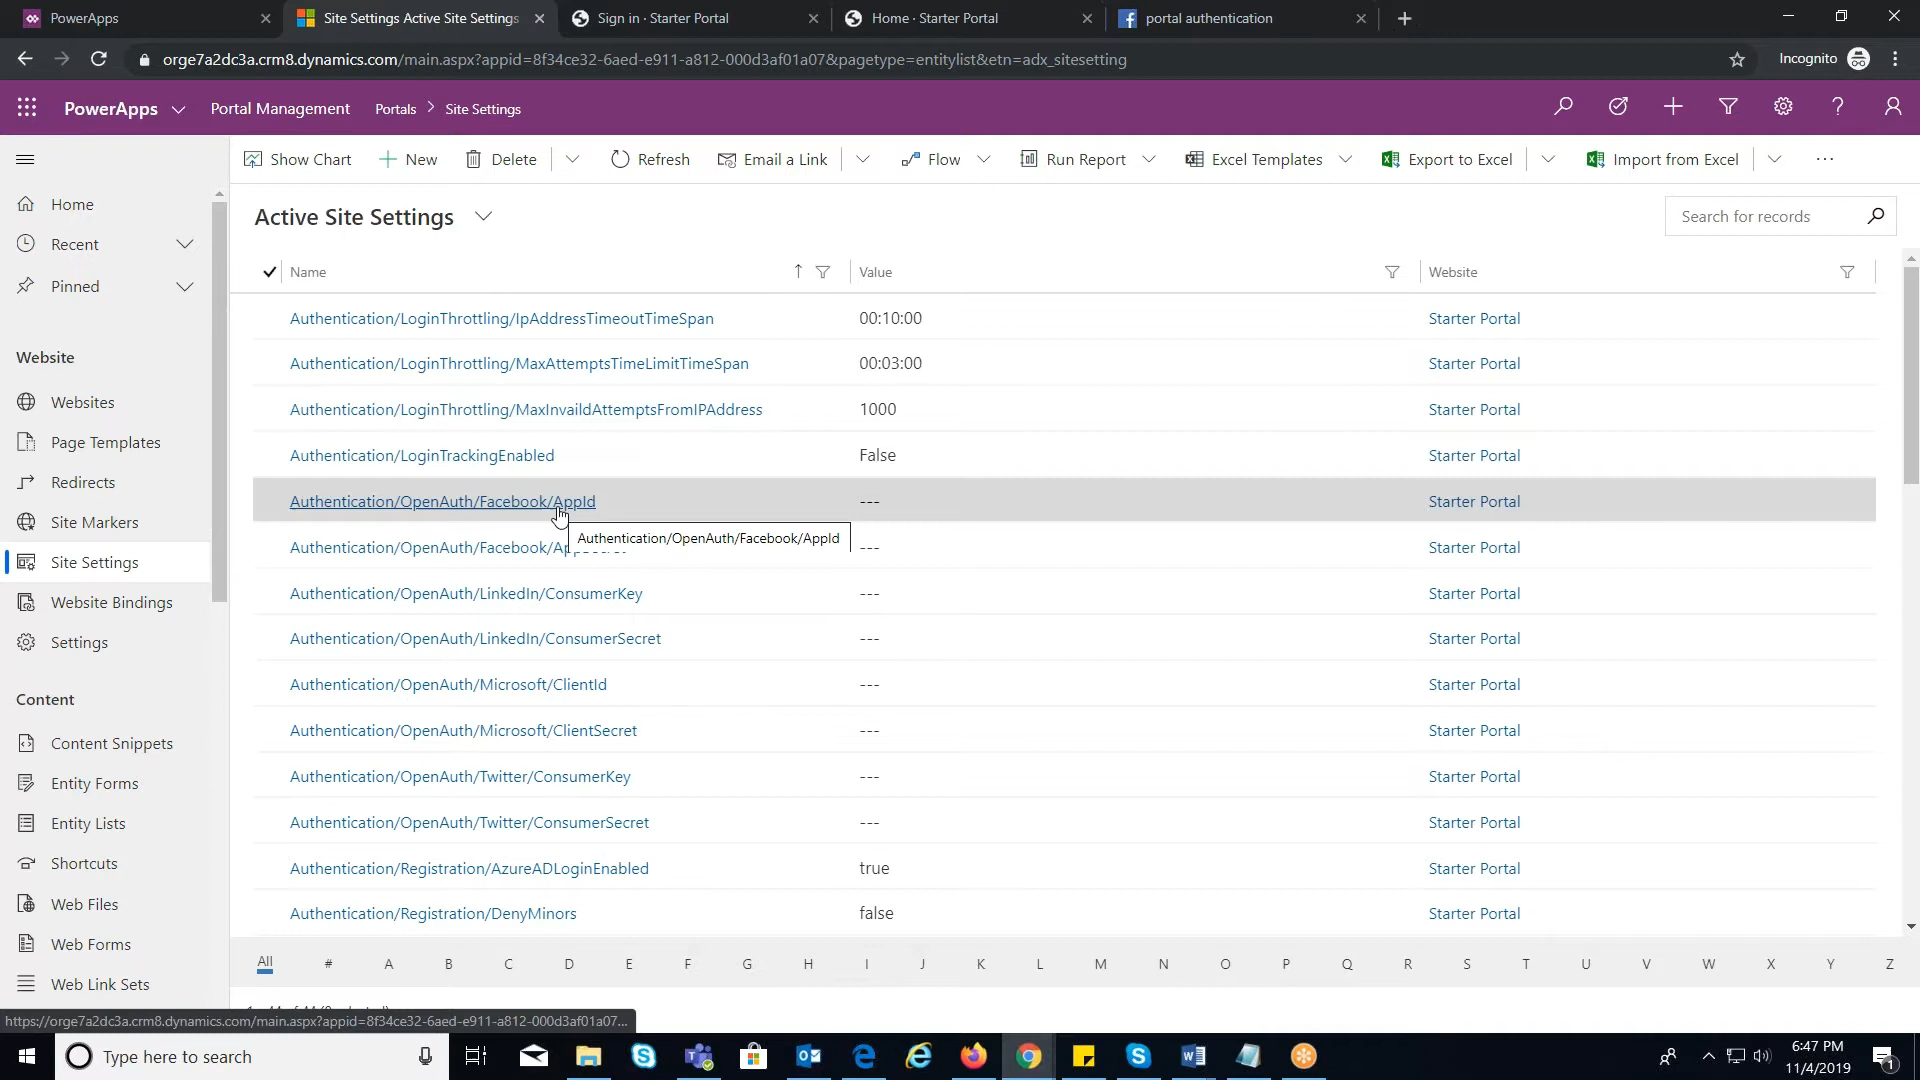 PowerApps
Site Settings Active Site Settings
Sign in · Starter Portal
Home · Starter Portal
portal authentication
orge7a2dc3a.crm8.dynamics.com/main.aspx?appid=8f34ce32-6aed-e911-a812-000d3af01a07&pagetype=entitylist&etn=adx_sitesetting
Incognito
PowerApps
Portal Management
Portals > Site Settings
Show Chart
New
Delete
Refresh
Email a Link
Flow
Run Report
Excel Templates
Export to Excel
Import from Excel
Home
Recent
Pinned
Website
Websites
Page Templates
Redirects
Site Markers
Site Settings
Website Bindings
Settings
Content
Content Snippets
Entity Forms
Entity Lists
Shortcuts
Web Files
Web Forms
Web Link Sets
Active Site Settings
Search for records
Name Value Website
Authentication/LoginThrottling/IpAddressTimeoutTimeSpan 00:10:00 Starter Portal
Authentication/LoginThrottling/MaxAttemptsTimeLimitTimeSpan 00:03:00 Starter Portal
Authentication/LoginThrottling/MaxInvaildAttemptsFromIPAddress 1000 Starter Portal
Authentication/LoginTrackingEnabled False Starter Portal
Authentication/OpenAuth/Facebook/AppId --- Starter Portal
Authentication/OpenAuth/Facebook/AppId
Authentication/OpenAuth/Facebook/AppSecret --- Starter Portal
Authentication/OpenAuth/LinkedIn/ConsumerKey --- Starter Portal
Authentication/OpenAuth/LinkedIn/ConsumerSecret --- Starter Portal
Authentication/OpenAuth/Microsoft/ClientId --- Starter Portal
Authentication/OpenAuth/Microsoft/ClientSecret --- Starter Portal
Authentication/OpenAuth/Twitter/ConsumerKey --- Starter Portal
Authentication/OpenAuth/Twitter/ConsumerSecret --- Starter Portal
Authentication/Registration/AzureADLoginEnabled true Starter Portal
Authentication/Registration/DenyMinors false Starter Portal
All # A B C D E F G H I J K L M N O P Q R S T U V W X Y Z
https://orge7a2dc3a.crm8.dynamics.com/main.aspx?appid=8f34ce32-6aed-e911-a812-000d3af01a07...
Type here to search
6:47 PM
11/4/2019
1